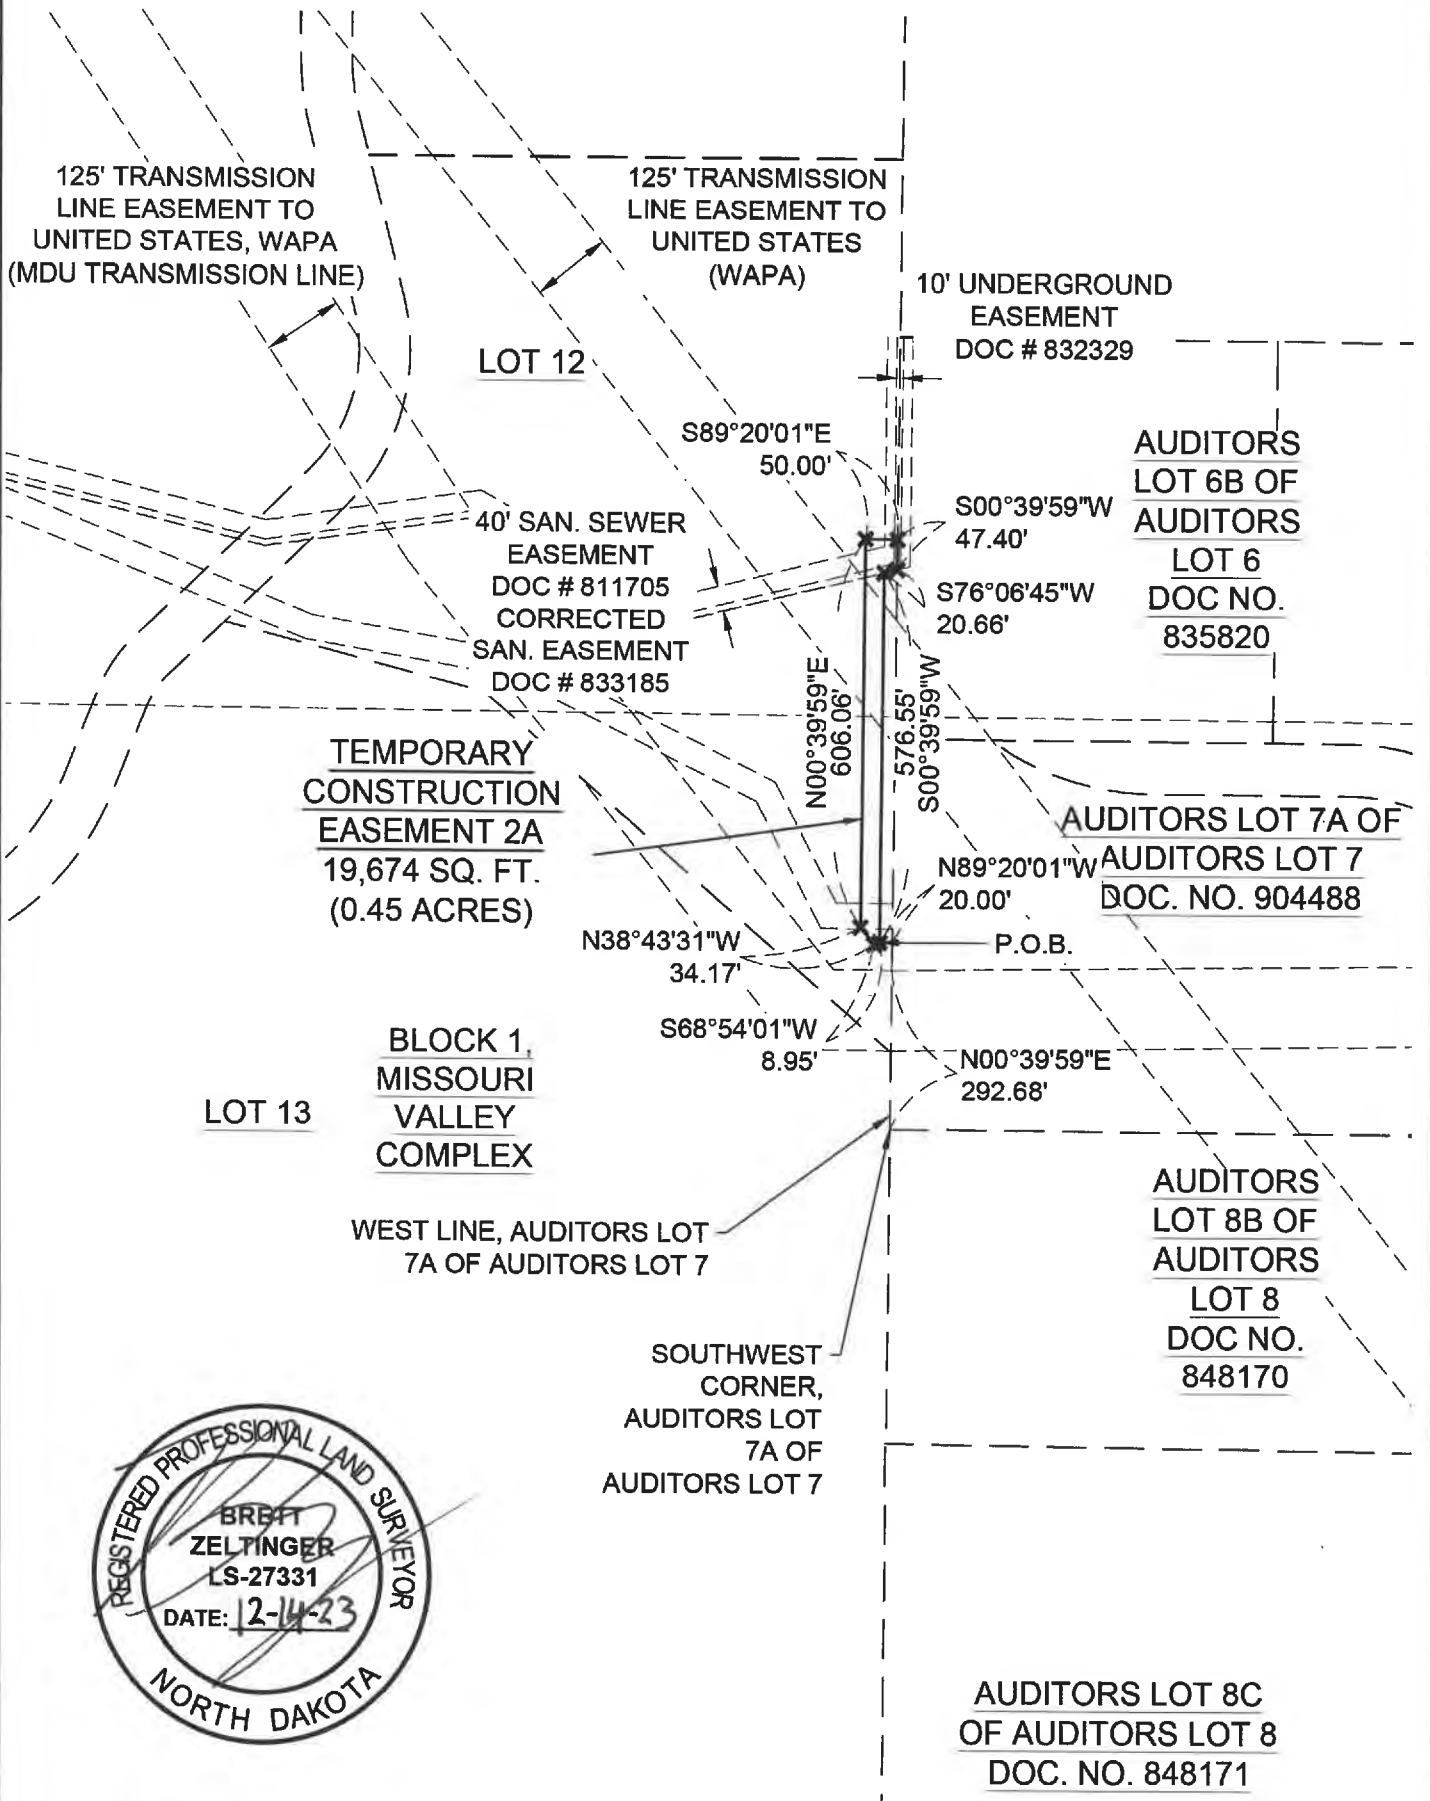 125' TRANSMISSION
LINE EASEMENT TO
UNITED STATES, WAPA
(MDU TRANSMISSION LINE)
125' TRANSMISSION
LINE EASEMENT TO
UNITED STATES
(WAPA)
10' UNDERGROUND
EASEMENT
DOC # 832329
LOT 12
S89°20'01"E
50.00'
AUDITORS
LOT 6B OF
AUDITORS
LOT 6
DOC NO.
835820
S00°39'59"W
47.40'
40' SAN. SEWER
EASEMENT
DOC # 811705
CORRECTED
SAN. EASEMENT
DOC # 833185
S76°06'45"W
20.66'
N00°39'59"E
606.06'
576.55'
S00°39'59"W
TEMPORARY
CONSTRUCTION
EASEMENT 2A
19,674 SQ. FT.
(0.45 ACRES)
AUDITORS LOT 7A OF
AUDITORS LOT 7
DOC. NO. 904488
N89°20'01"W
20.00'
N38°43'31"W
34.17'
P.O.B.
S68°54'01"W
8.95'
N00°39'59"E
292.68'
BLOCK 1,
MISSOURI
VALLEY
COMPLEX
LOT 13
WEST LINE, AUDITORS LOT
7A OF AUDITORS LOT 7
AUDITORS
LOT 8B OF
AUDITORS
LOT 8
DOC NO.
848170
SOUTHWEST
CORNER,
AUDITORS LOT
7A OF
AUDITORS LOT 7
REGISTERED PROFESSIONAL LAND SURVEYOR
BRETT
ZELTINGER
LS-27331
DATE: 12-14-23
NORTH DAKOTA
AUDITORS LOT 8C
OF AUDITORS LOT 8
DOC. NO. 848171